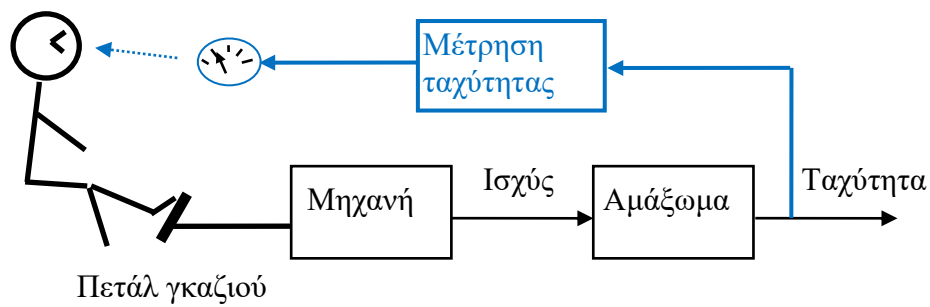 Μέτρηση
ταχύτητας
Μηχανή
Ισχύς
Αμάξωμα
Ταχύτητα
Πετάλ γκαζιού